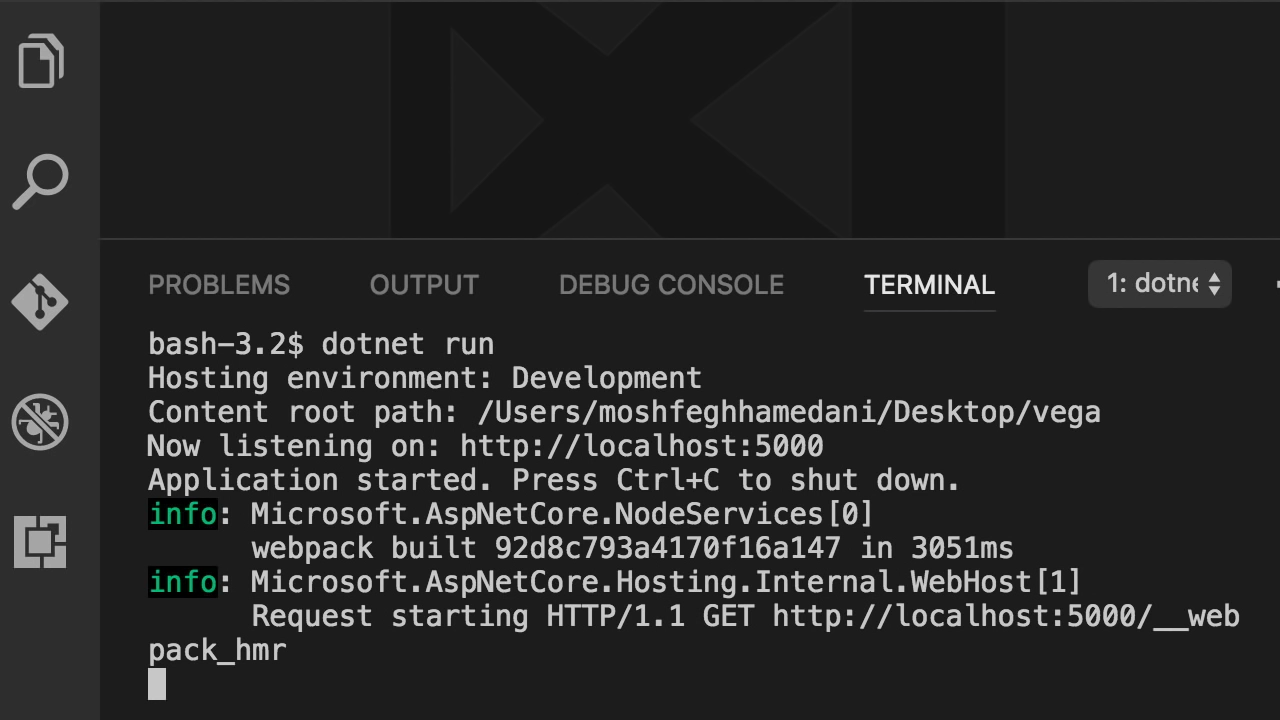 PROBLEMS OUTPUT DEBUG CONSOLE TERMINAL 1: dotne
bash-3.2$ dotnet run
Hosting environment: Development
Content root path: /Users/moshfeghhamedani/Desktop/vega
Now listening on: http://localhost:5000
Application started. Press Ctrl+C to shut down.
info: Microsoft.AspNetCore.NodeServices[0]
webpack built 92d8c793a4170f16a147 in 3051ms
info: Microsoft.AspNetCore.Hosting.Internal.WebHost[1]
Request starting HTTP/1.1 GET http://localhost:5000/__web
pack_hmr